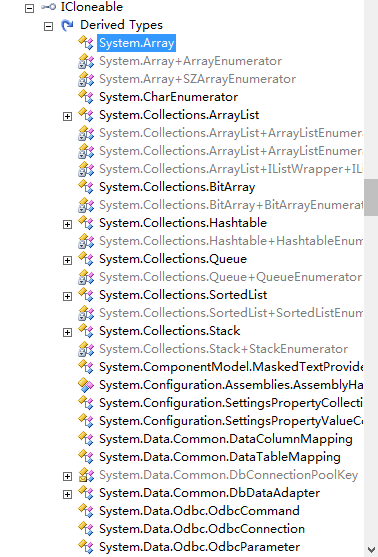 ICloneable
Derived Types
System.Array
System.Array+ArrayEnumerator
System.Array+SZArrayEnumerator
System.CharEnumerator
System.Collections.ArrayList
System.Collections.ArrayList+ArrayListEnumera
System.Collections.ArrayList+ArrayListEnumera
System.Collections.ArrayList+IListWrapper+IL
System.Collections.BitArray
System.Collections.BitArray+BitArrayEnumerat
System.Collections.Hashtable
System.Collections.Hashtable+HashtableEnum
System.Collections.Queue
System.Collections.Queue+QueueEnumerator
System.Collections.SortedList
System.Collections.SortedList+SortedListEnum
System.Collections.Stack
System.Collections.Stack+StackEnumerator
System.ComponentModel.MaskedTextProvide
System.Configuration.Assemblies.AssemblyHa
System.Configuration.SettingsPropertyCollecti
System.Configuration.SettingsPropertyValueCo
System.Data.Common.DataColumnMapping
System.Data.Common.DataTableMapping
System.Data.Common.DbConnectionPoolKey
System.Data.Common.DbDataAdapter
System.Data.Odbc.OdbcCommand
System.Data.Odbc.OdbcConnection
System.Data.Odbc.OdbcParameter